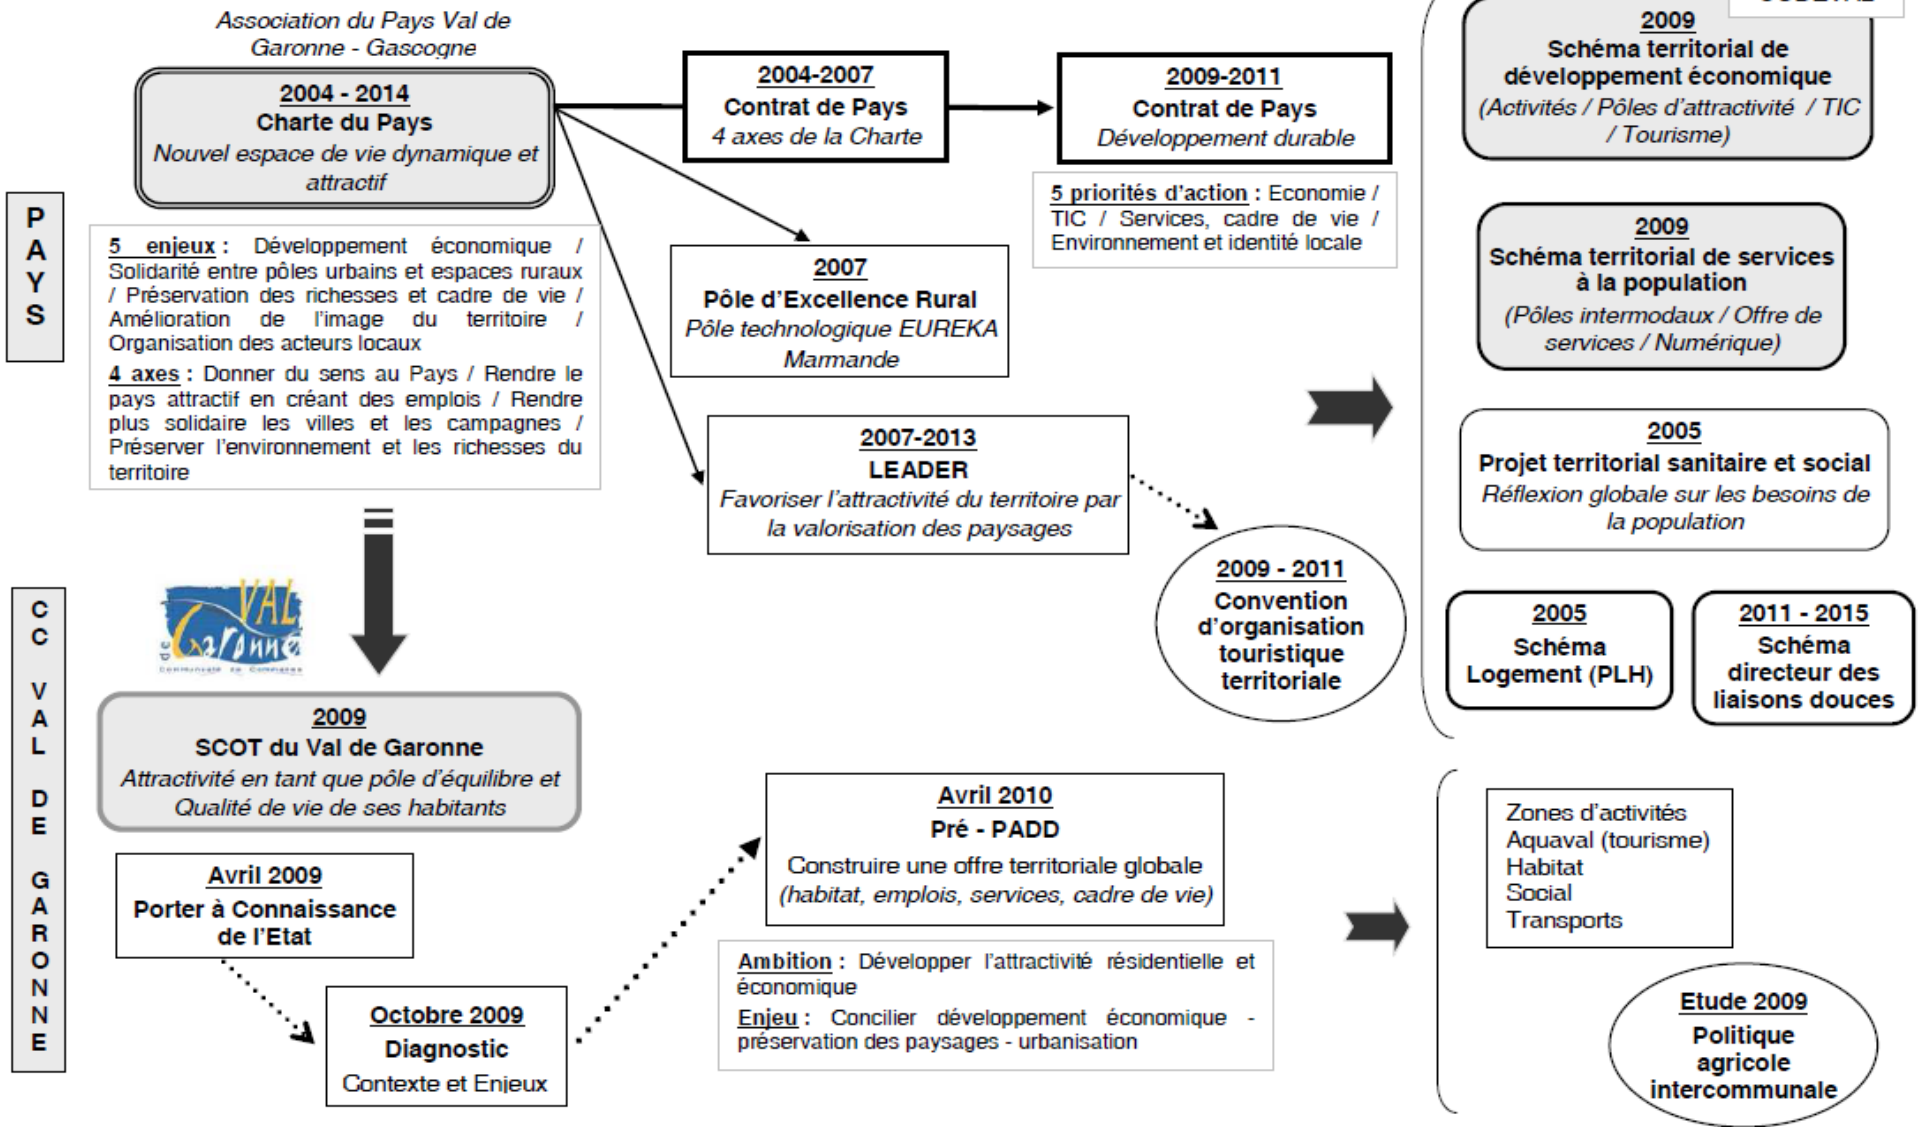 Association du Pays Val de
Garonne - Gascogne
2004 - 2014
Charte du Pays
Nouvel espace de vie dynamique et
attractif
2004-2007
Contrat de Pays
4 axes de la Charte
2009-2011
Contrat de Pays
Développement durable
5 priorités d'action : Economie /
TIC / Services, cadre de vie /
Environnement et identité locale
PAYS
5 enjeux : Développement économique /
Solidarité entre pôles urbains et espaces ruraux
/ Préservation des richesses et cadre de vie /
Amélioration de l'image du territoire /
Organisation des acteurs locaux
4 axes : Donner du sens au Pays / Rendre le
pays attractif en créant des emplois / Rendre
plus solidaire les villes et les campagnes /
Préserver l'environnement et les richesses du
territoire
2007
Pôle d'Excellence Rural
Pôle technologique EUREKA
Marmande
2007-2013
LEADER
Favoriser l'attractivité du territoire par
la valorisation des paysages
2009 - 2011
Convention
d'organisation
touristique
territoriale
2009
Schéma territorial de
développement économique
(Activités / Pôles d'attractivité / TIC
/ Tourisme)
2009
Schéma territorial de services
à la population
(Pôles intermodaux / Offre de
services / Numérique)
2005
Projet territorial sanitaire et social
Réflexion globale sur les besoins de
la population
2005
Schéma
Logement (PLH)
2011 - 2015
Schéma
directeur des
liaisons douces
CC VAL DE GARONNE
VAL
de Garonne
Communauté de Communes
2009
SCOT du Val de Garonne
Attractivité en tant que pôle d'équilibre et
Qualité de vie de ses habitants
Avril 2009
Porter à Connaissance
de l'Etat
Octobre 2009
Diagnostic
Contexte et Enjeux
Avril 2010
Pré - PADD
Construire une offre territoriale globale
(habitat, emplois, services, cadre de vie)
Ambition : Développer l'attractivité résidentielle et
économique
Enjeu : Concilier développement économique -
préservation des paysages - urbanisation
Zones d'activités
Aquaval (tourisme)
Habitat
Social
Transports
Etude 2009
Politique
agricole
intercommunale